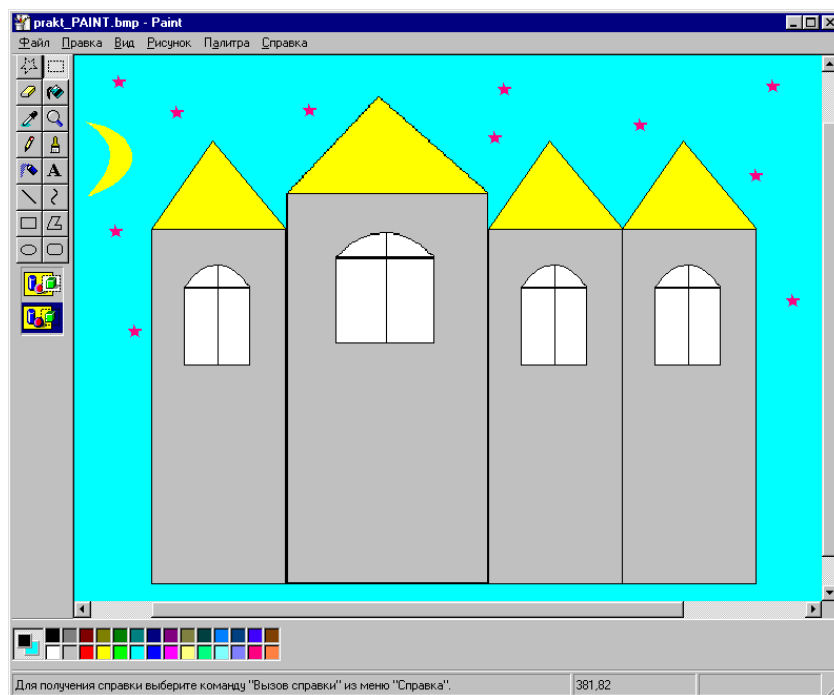 prakt_PAINT.bmp - Paint
Файл Правка Вид Рисунок Палитра Справка
A
Для получения справки выберите команду "Вызов справки" из меню "Справка".
381,82